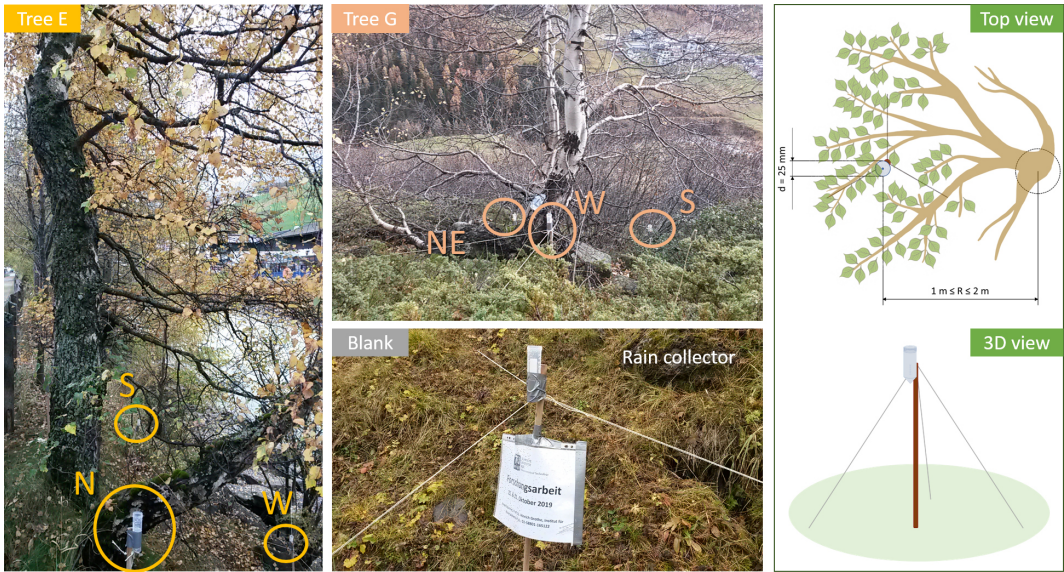 Tree E
S
N
W
Tree G
NE
W
S
Blank
Rain collector
Forschungsarbeit
Oktober 2019
Top view
d = 25 mm
1 m ≤ R ≤ 2 m
3D view